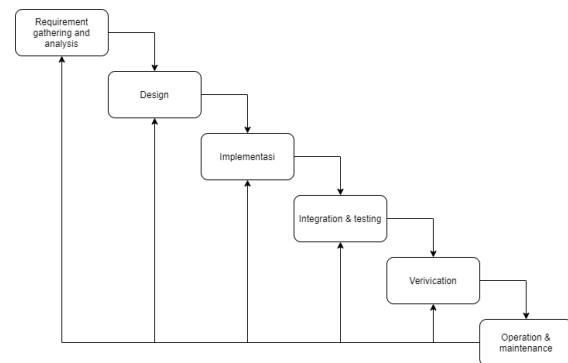 Requirement
gathering and
analysis
Design
Implementasi
Integration & testing
Verivication
Operation &
maintenance